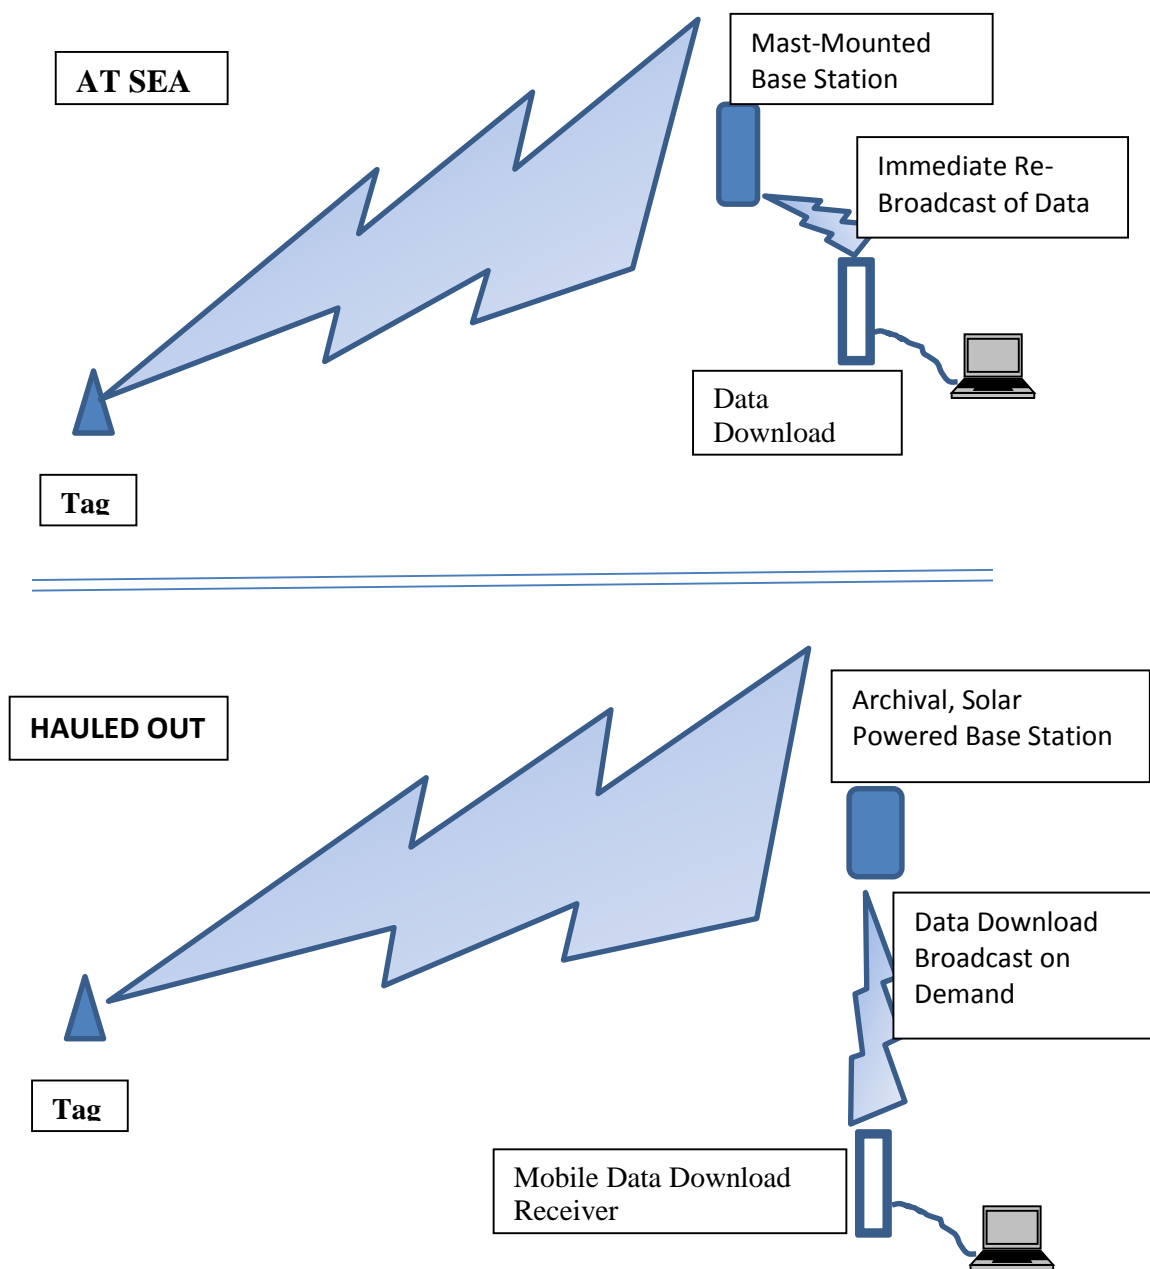 AT SEA
Mast-Mounted
Base Station
Immediate Re-
Broadcast of Data
Data
Download
Tag
HAULED OUT
Archival, Solar
Powered Base Station
Data Download
Broadcast on
Demand
Tag
Mobile Data Download
Receiver